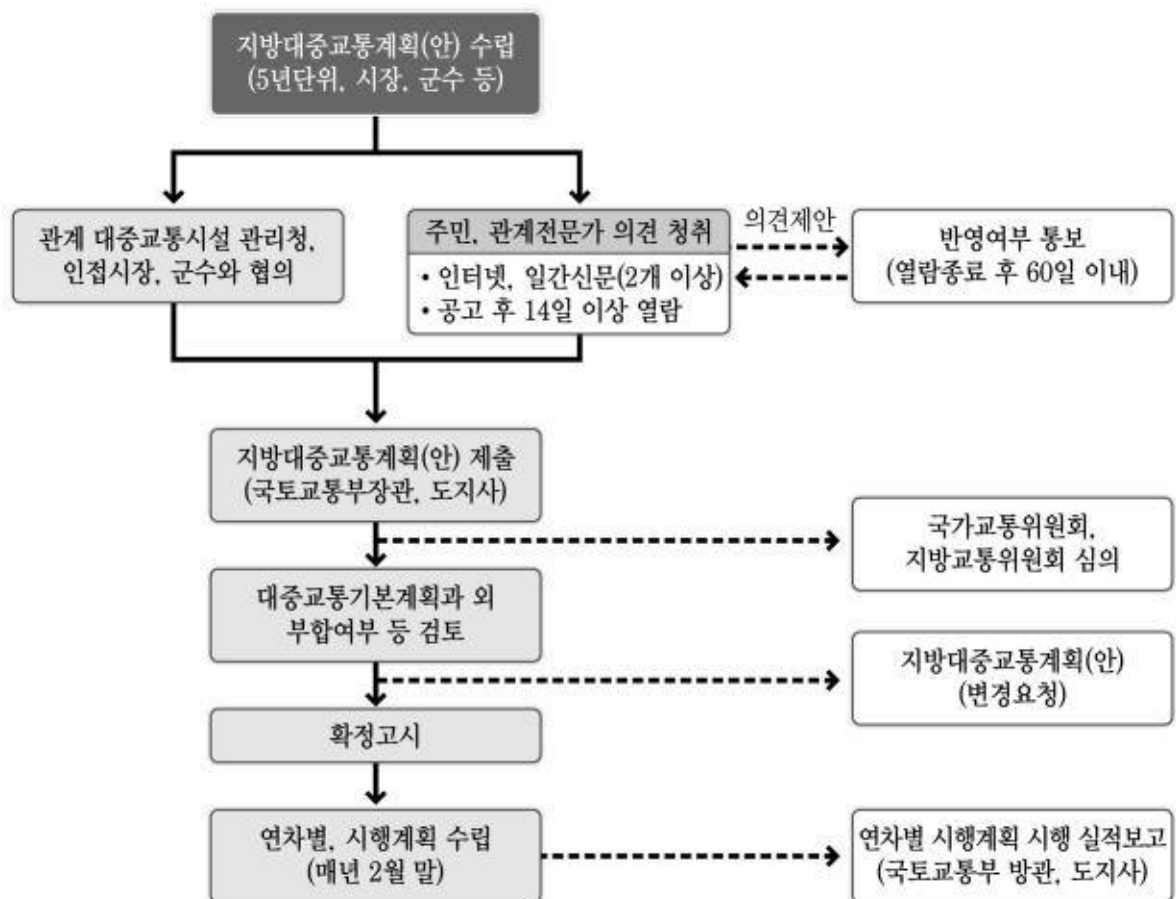 지방대중교통계획(안) 수립
(5년단위, 시장, 군수 등)
관계 대중교통시설 관리청,
인접시장, 군수와 협의
주민, 관계전문가 의견 청취
• 인터넷, 일간신문(2개 이상)
• 공고 후 14일 이상 열람
의견제안
반영여부 통보
(열람종료 후 60일 이내)
지방대중교통계획(안) 제출
(국토교통부장관, 도지사)
국가교통위원회,
지방교통위원회 심의
대중교통기본계획과 외
부합여부 등 검토
지방대중교통계획(안)
(변경요청)
확정고시
연차별, 시행계획 수립
(매년 2월 말)
연차별 시행계획 시행 실적보고
(국토교통부 방관, 도지사)